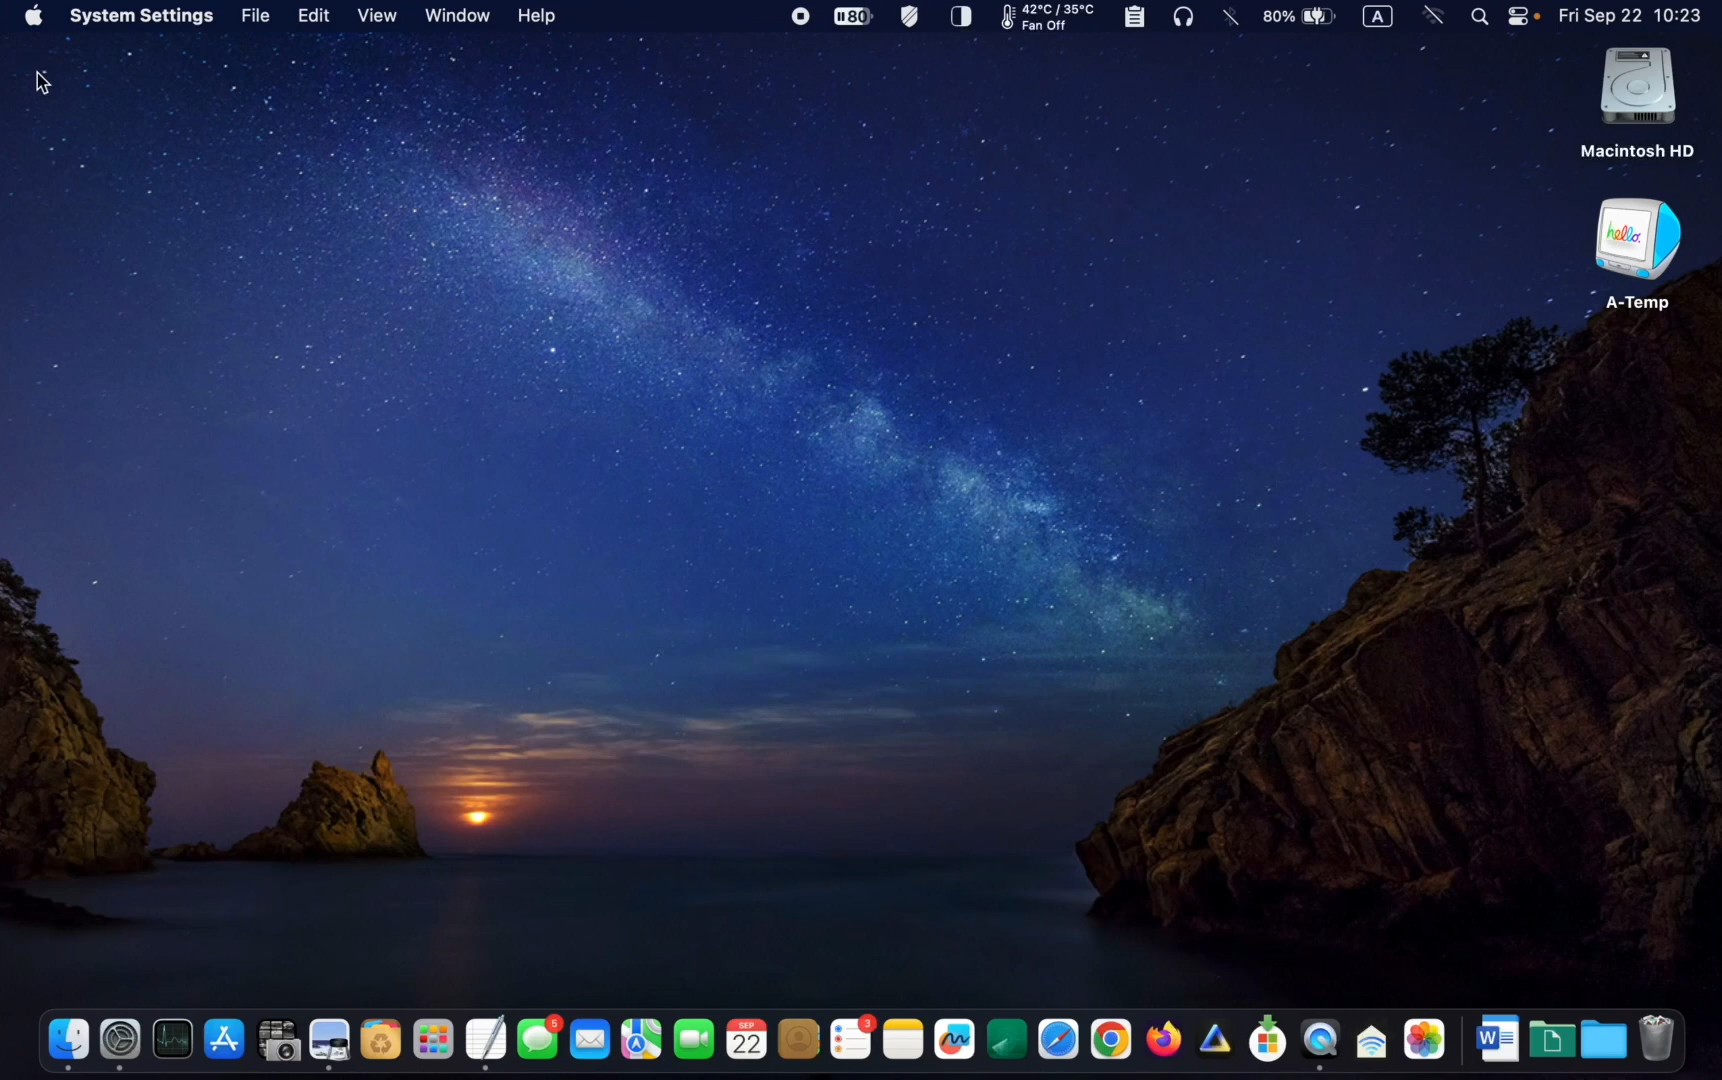 System Settings File Edit View Window Help 80 42°C / 35°C 80% A Fri Sep 22 10:23
Fan Off
Macintosh HD
hello.
A-Temp
5
SEP
22
3
W